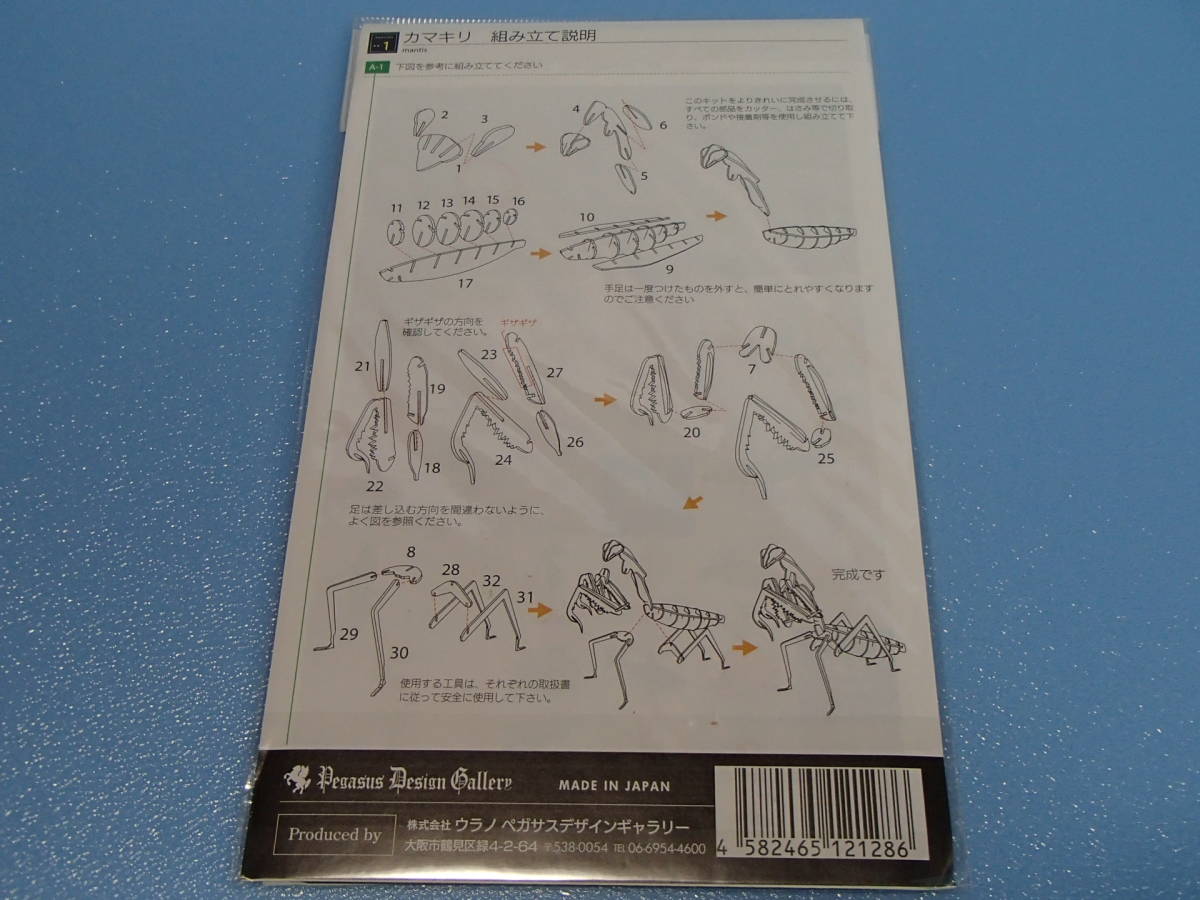 1
カマキリ 組み立て説明
mantis
A-1
下図を参考に組み立ててください
このキットをよりきれいに完成させるには、
すべての部品をカッター、はさみ等で切り取
り、ボンドや接着剤等を使用し組み立てて下
さい。
2
3
1
4
6
5
11 12 13 14 15 16
17
10
9
手足は一度つけたものを外すと、簡単にとれやすくなります
のでご注意ください
ギザギザの方向を
確認してください。
ギザギザ
21
19
23
27
22
18
24
26
7
20
25
足は差し込む方向を間違わないように、
よく図を参照ください。
8
28
32
31
29
30
完成です
使用する工具は、それぞれの取扱書
に従って安全に使用して下さい。
Pegasus Design Gallery
MADE IN JAPAN
Produced by
株式会社 ウラノ ペガサスデザインギャラリー
大阪市鶴見区緑4-2-64 〒538-0054 TEL 06-6954-4600
4 582465 121286